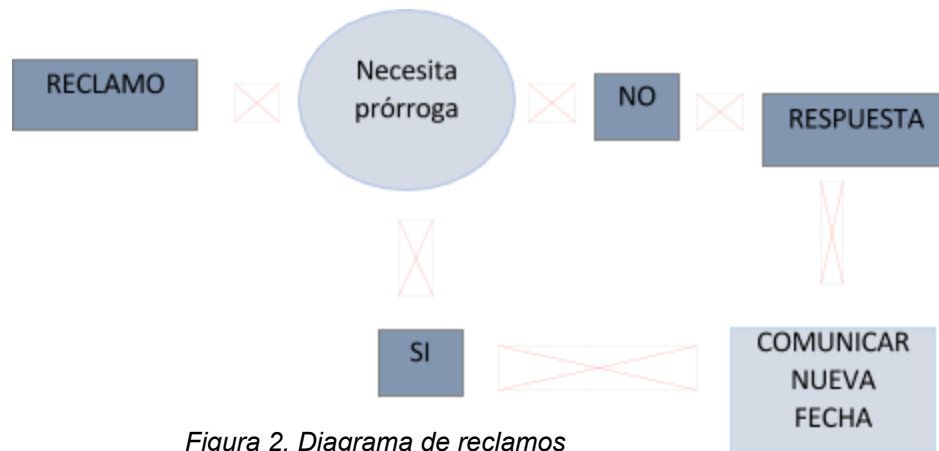 RECLAMO
Necesita
prórroga
NO
RESPUESTA
SI
COMUNICAR
NUEVA
FECHA
Figura 2. Diagrama de reclamos